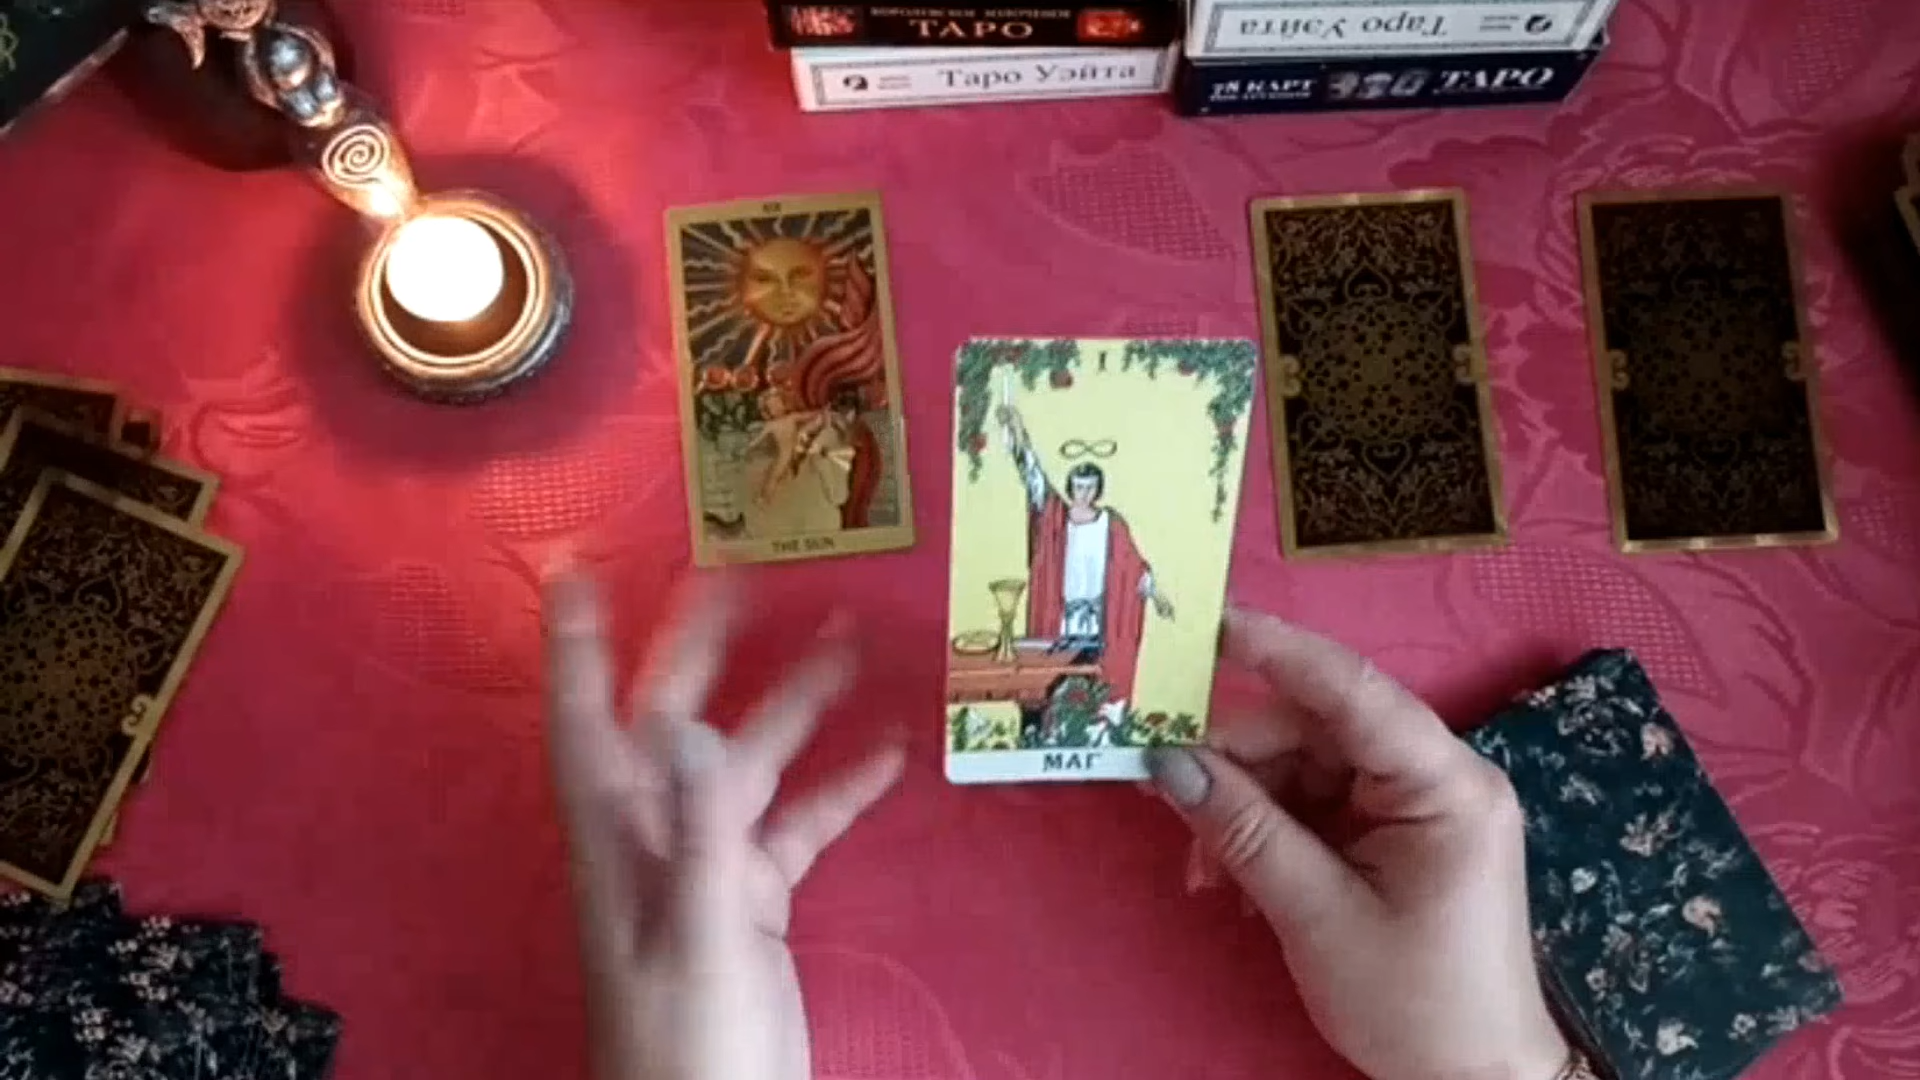 ТАРО
Таро Уэйта
Таро Уэйта
78 КАРТ
ТАРО
THE SUN
I
МАГ